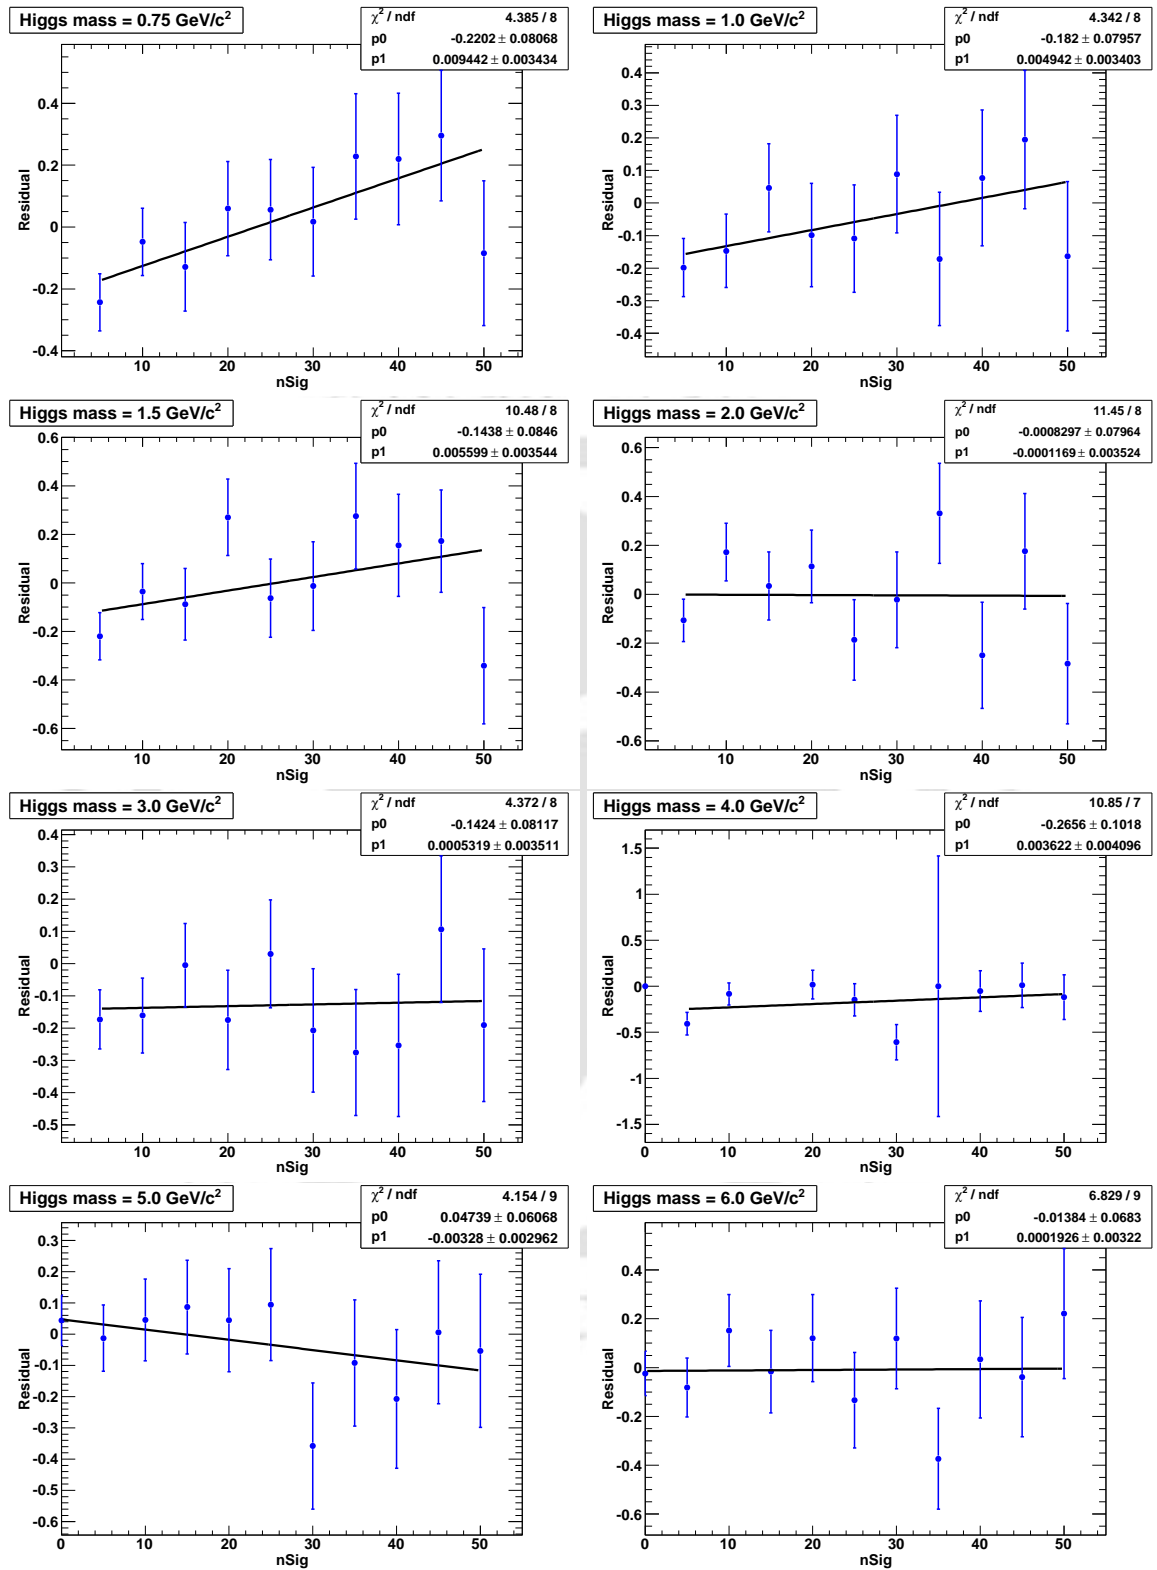 Higgs mass = 0.75 GeV/c²
χ² / ndf 4.385 / 8
p0 -0.2202 ± 0.08068
p1 0.009442 ± 0.003434
Residual
0.4
0.2
0
-0.2
-0.4
10 20 30 40 50
nSig
Higgs mass = 1.0 GeV/c²
χ² / ndf 4.342 / 8
p0 -0.182 ± 0.07957
p1 0.004942 ± 0.003403
Residual
0.4
0.3
0.2
0.1
0
-0.1
-0.2
-0.3
-0.4
10 20 30 40 50
nSig
Higgs mass = 1.5 GeV/c²
χ² / ndf 10.48 / 8
p0 -0.1438 ± 0.0846
p1 0.005599 ± 0.003544
Residual
0.6
0.4
0.2
0
-0.2
-0.4
-0.6
10 20 30 40 50
nSig
Higgs mass = 2.0 GeV/c²
χ² / ndf 11.45 / 8
p0 -0.0008297 ± 0.07964
p1 -0.0001169 ± 0.003524
Residual
0.6
0.4
0.2
0
-0.2
-0.4
-0.6
10 20 30 40 50
nSig
Higgs mass = 3.0 GeV/c²
χ² / ndf 4.372 / 8
p0 -0.1424 ± 0.08117
p1 0.0005319 ± 0.003511
Residual
0.4
0.3
0.2
0.1
0
-0.1
-0.2
-0.3
-0.4
-0.5
10 20 30 40 50
nSig
Higgs mass = 4.0 GeV/c²
χ² / ndf 10.85 / 7
p0 -0.2656 ± 0.1018
p1 0.003622 ± 0.004096
Residual
1.5
1
0.5
0
-0.5
-1
-1.5
0 10 20 30 40 50
nSig
Higgs mass = 5.0 GeV/c²
χ² / ndf 4.154 / 9
p0 0.04739 ± 0.06068
p1 -0.00328 ± 0.002962
Residual
0.3
0.2
0.1
0
-0.1
-0.2
-0.3
-0.4
-0.5
-0.6
0 10 20 30 40 50
nSig
Higgs mass = 6.0 GeV/c²
χ² / ndf 6.829 / 9
p0 -0.01384 ± 0.0683
p1 0.0001926 ± 0.00322
Residual
0.4
0.2
0
-0.2
-0.4
-0.6
0 10 20 30 40 50
nSig